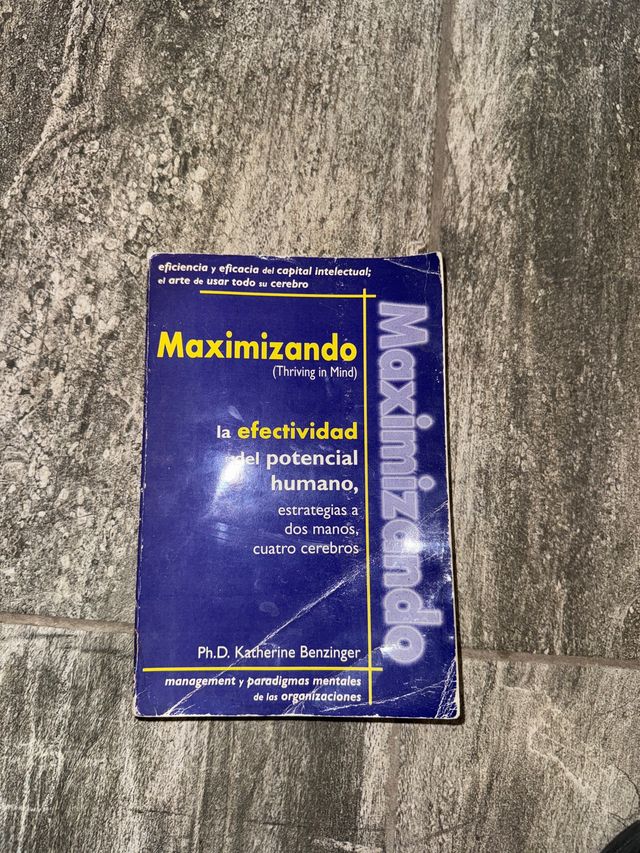 eficiencia y eficacia del capital intelectual;
el arte de usar todo su cerebro
Maximizando
(Thriving in Mind)
la efectividad
del potencial
humano,
estrategias a
dos manos,
cuatro cerebros
Ph.D. Katherine Benzinger
management y paradigmas mentales
de las organizaciones
Maximizando